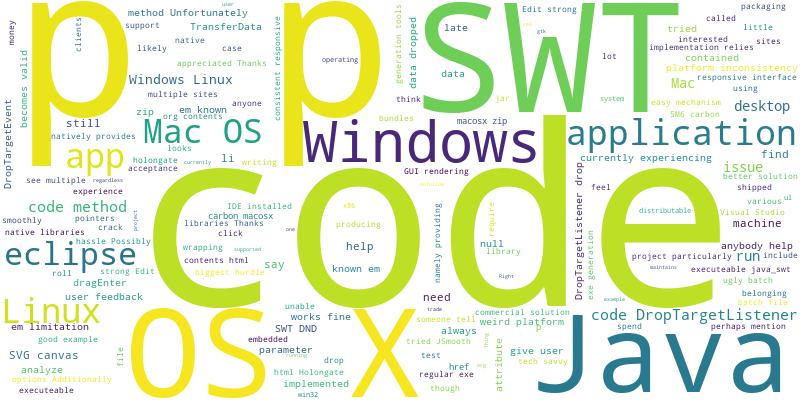 p
p
SWT
code
OS X
Java
Windows
application
Mac OS
app
eclipse
Linux
user
money
clients
method Unfortunately
support
TransferData
native
likely
case
appreciated Thanks
becomes valid
Windows Linux
multiple sites
zip
em known
anyone
org contents
still
natively provides
looks
holongate
li
acceptance
currently
writing
DropTargetEvent
see multiple
regardless
experience
code method
smoothly
pointers
crack
project
native libraries
hassle Possibly
roll
strong Edit
dragEnter
user feedback
em limitation
good example
SVG canvas
analyze
options Additionally
executeable
file
IDE installed
carbon macosx
libraries Thanks
click
wrapping
supported
contents html
biggest hurdle
say
one
x86
producing
help
known em
unable
works fine
SWT DND
embedded
parameter
running
drop
html Holongate
implemented
min32
consistent responsive
operating
generation tools
data dropped
late
data
think
jar
bundles
macosx zip
GUI rendering
Edit strong
gtk
system
require
null
library
namely providing
Right
need
trade
someone tell
always
tried JSmooth
test
href
regular exe
though
commercial solution
weird platform
p
thing
org
attribute
give user
tech savvy
example
packaging
called
tried
little
interested
sites
implementation relies
contained
platform inconsistency
lot
Mac
responsive interface
using
easy mechanism
SM6 carbon
desktop
currently experiencing
find
issue
better solution
feel
shipped
various
ul
distributable
Visual Studio
machine
DropTargetListener drop
exe generation
anybody help
project particularly
run
include
executeable java_swt
ugly batch
maintains
belonging
batch file
code DropTargetListener
spend
perhaps mention